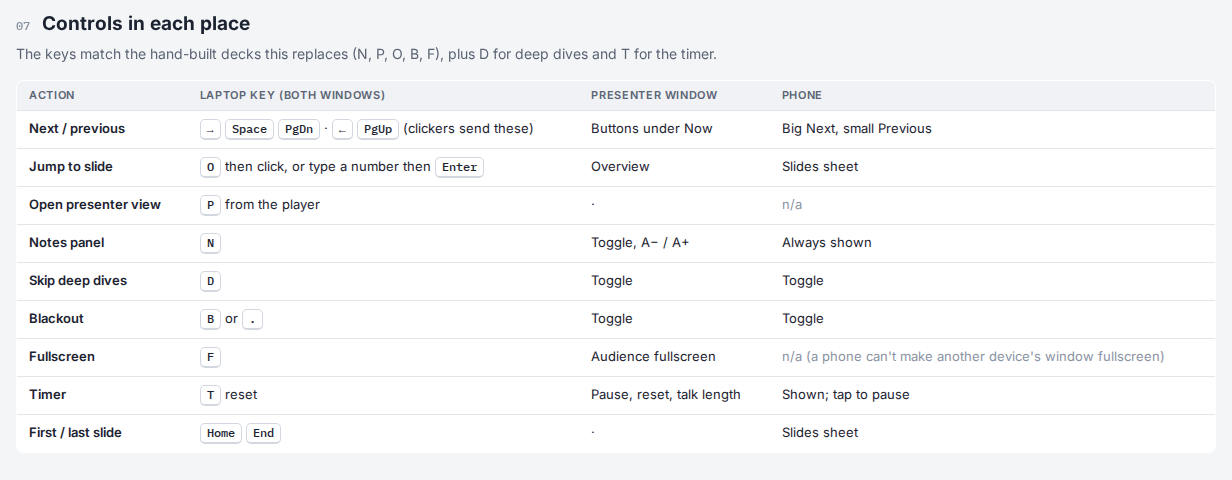 07 Controls in each place
The keys match the hand-built decks this replaces (N, P, O, B, F), plus D for deep dives and T for the timer.
ACTION LAPTOP KEY (BOTH WINDOWS) PRESENTER WINDOW PHONE
Next / previous → Space PgDn · ← PgUp (clickers send these) Buttons under Now Big Next, small Previous
Jump to slide O then click, or type a number then Enter Overview Slides sheet
Open presenter view P from the player · n/a
Notes panel N Toggle, A− / A+ Always shown
Skip deep dives D Toggle Toggle
Blackout B or . Toggle Toggle
Fullscreen F Audience fullscreen n/a (a phone can't make another device's window fullscreen)
Timer T reset Pause, reset, talk length Shown; tap to pause
First / last slide Home End · Slides sheet